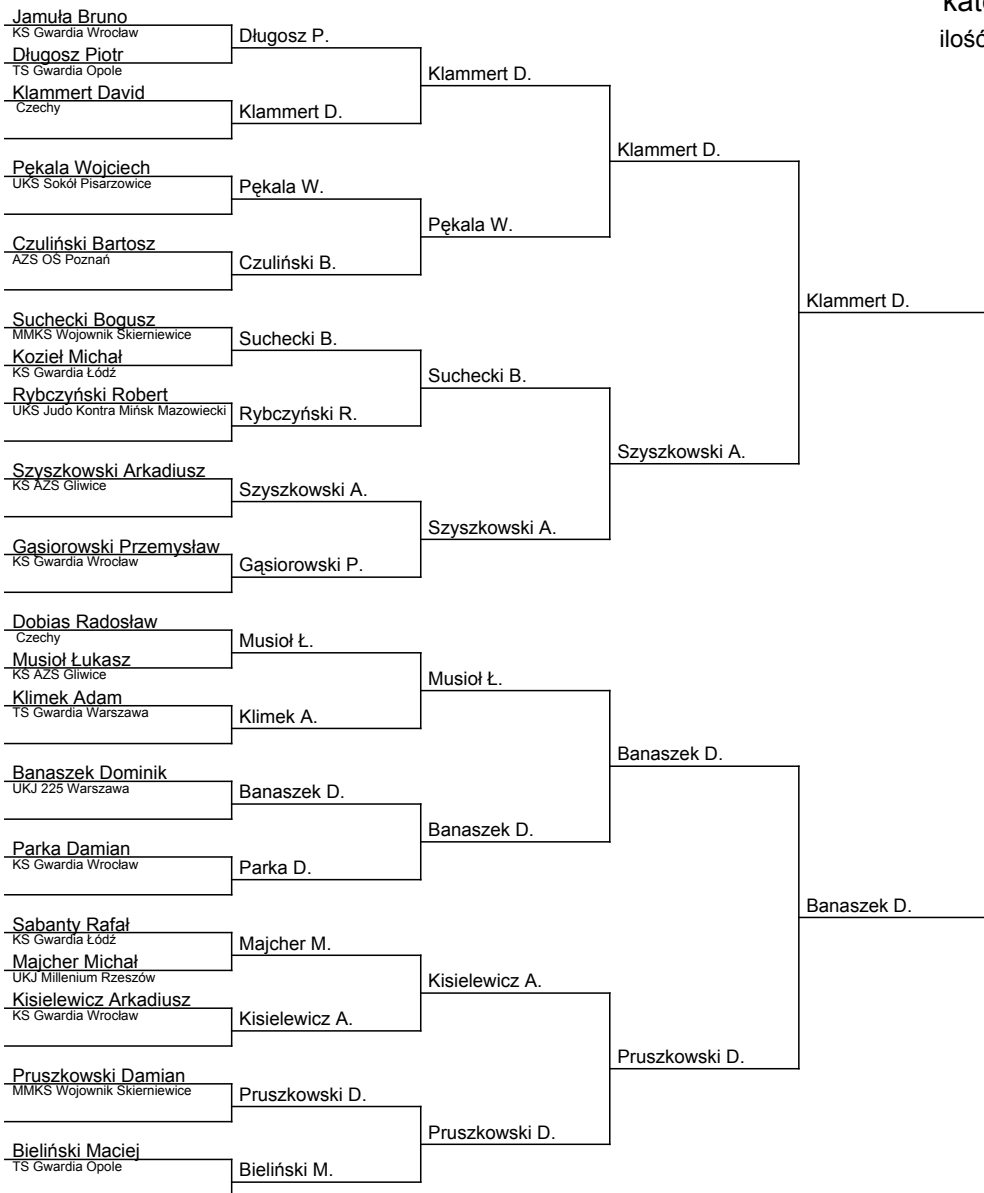 kate
ilość
Jamuła Bruno
KS Gwardia Wrocław
Długosz Piotr
TS Gwardia Opole
Klammert David
Czechy
Pękala Wojciech
UKS Sokół Pisarzowice
Czuliński Bartosz
AZS OŚ Poznań
Suchecki Bogusz
MMKS Wojownik Skierniewice
Kozieł Michał
KS Gwardia Łódź
Rybczyński Robert
UKS Judo Kontra Mińsk Mazowiecki
Szyszkowski Arkadiusz
KS AZS Gliwice
Gąsiorowski Przemysław
KS Gwardia Wrocław
Dobias Radosław
Czechy
Musioł Łukasz
KS AZS Gliwice
Klimek Adam
TS Gwardia Warszawa
Banaszek Dominik
UKJ 225 Warszawa
Parka Damian
KS Gwardia Wrocław
Sabanty Rafał
KS Gwardia Łódź
Majcher Michał
UKJ Millenium Rzeszów
Kisielewicz Arkadiusz
KS Gwardia Wrocław
Pruszkowski Damian
MMKS Wojownik Skierniewice
Bieliński Maciej
TS Gwardia Opole
Długosz P.
Klammert D.
Pękala W.
Czuliński B.
Suchecki B.
Rybczyński R.
Szyszkowski A.
Gąsiorowski P.
Musioł Ł.
Klimek A.
Banaszek D.
Parka D.
Majcher M.
Kisielewicz A.
Pruszkowski D.
Bieliński M.
Klammert D.
Pękala W.
Suchecki B.
Szyszkowski A.
Musioł Ł.
Banaszek D.
Kisielewicz A.
Pruszkowski D.
Klammert D.
Szyszkowski A.
Banaszek D.
Pruszkowski D.
Klammert D.
Banaszek D.